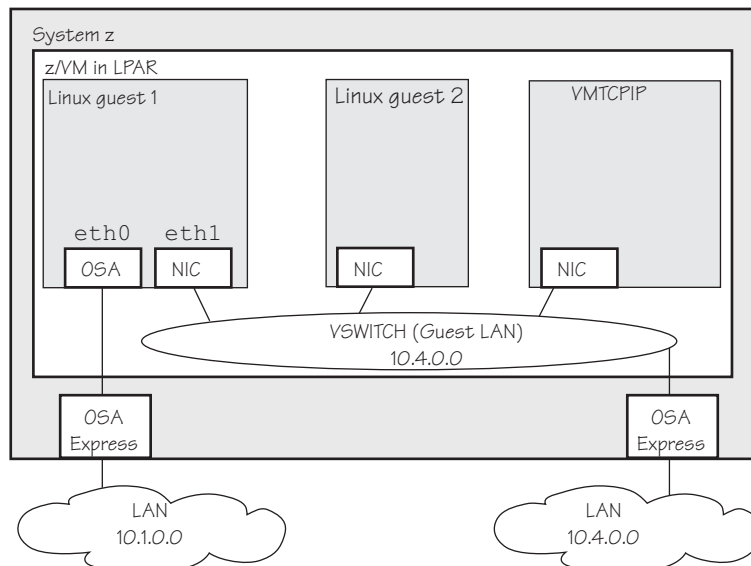 System z
z/VM in LPAR
Linux guest 1
Linux guest 2
VMTCPIP
eth0
eth1
OSA
NIC
NIC
NIC
VSWITCH (Guest LAN)
10.4.0.0
OSA
Express
OSA
Express
LAN
10.1.0.0
LAN
10.4.0.0